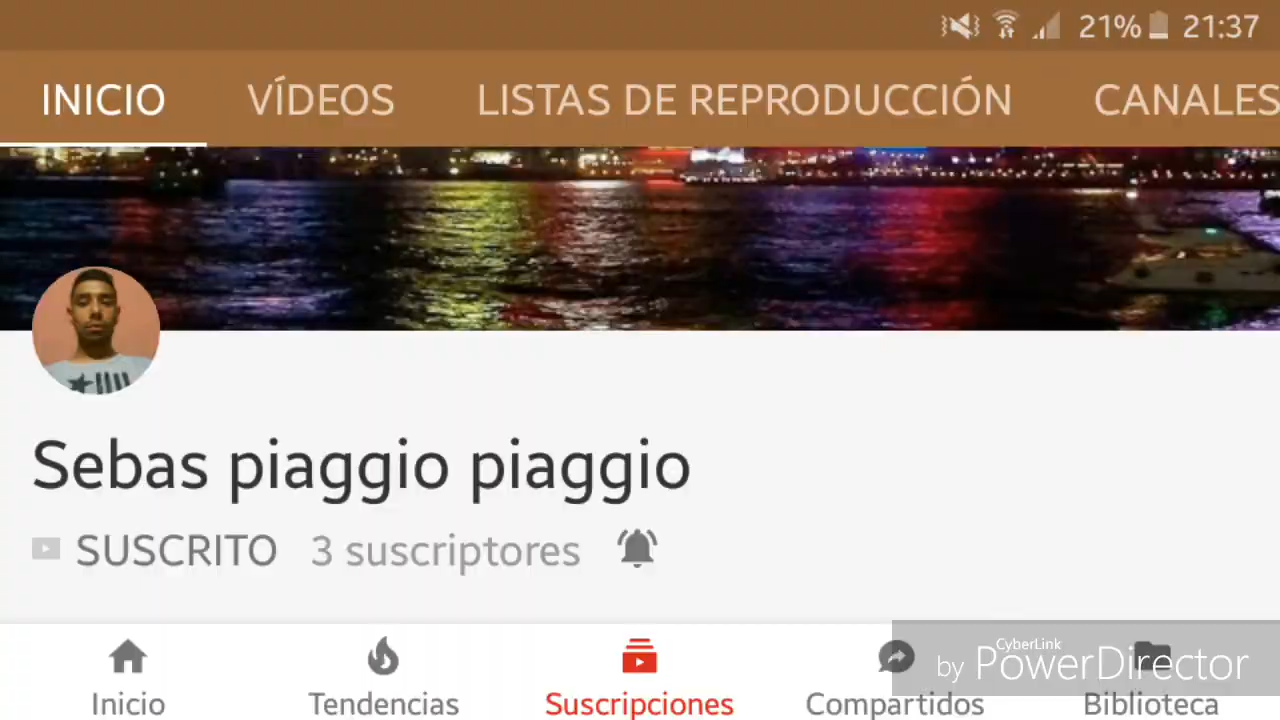 21% 21:37
INICIO VÍDEOS LISTAS DE REPRODUCCIÓN CANALES
Sebas piaggio piaggio
SUSCRITO 3 suscriptores
CyberLink
by PowerDirector
Inicio Tendencias Suscripciones Compartidos Biblioteca